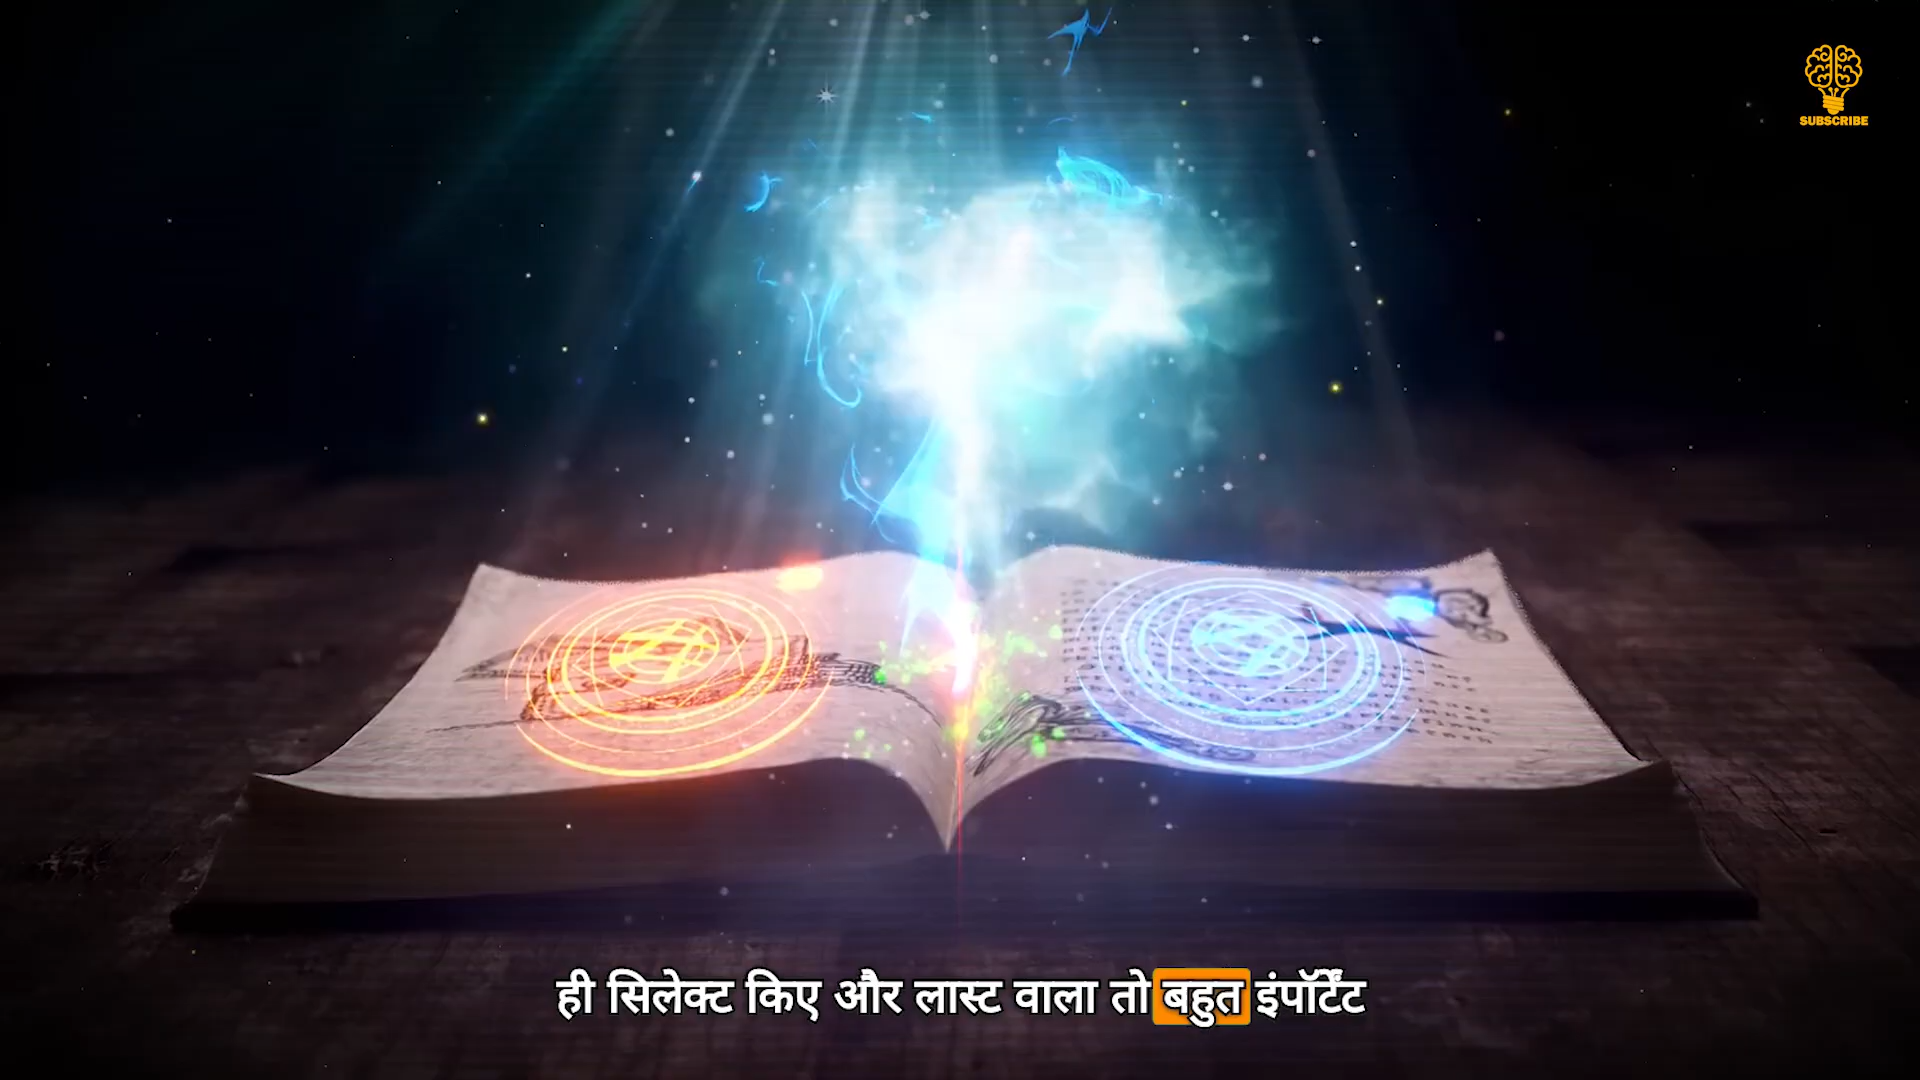 SUBSCRIBE
ही सिलेक्ट किए और लास्ट वाला तो बहुत इंपॉर्टेंट